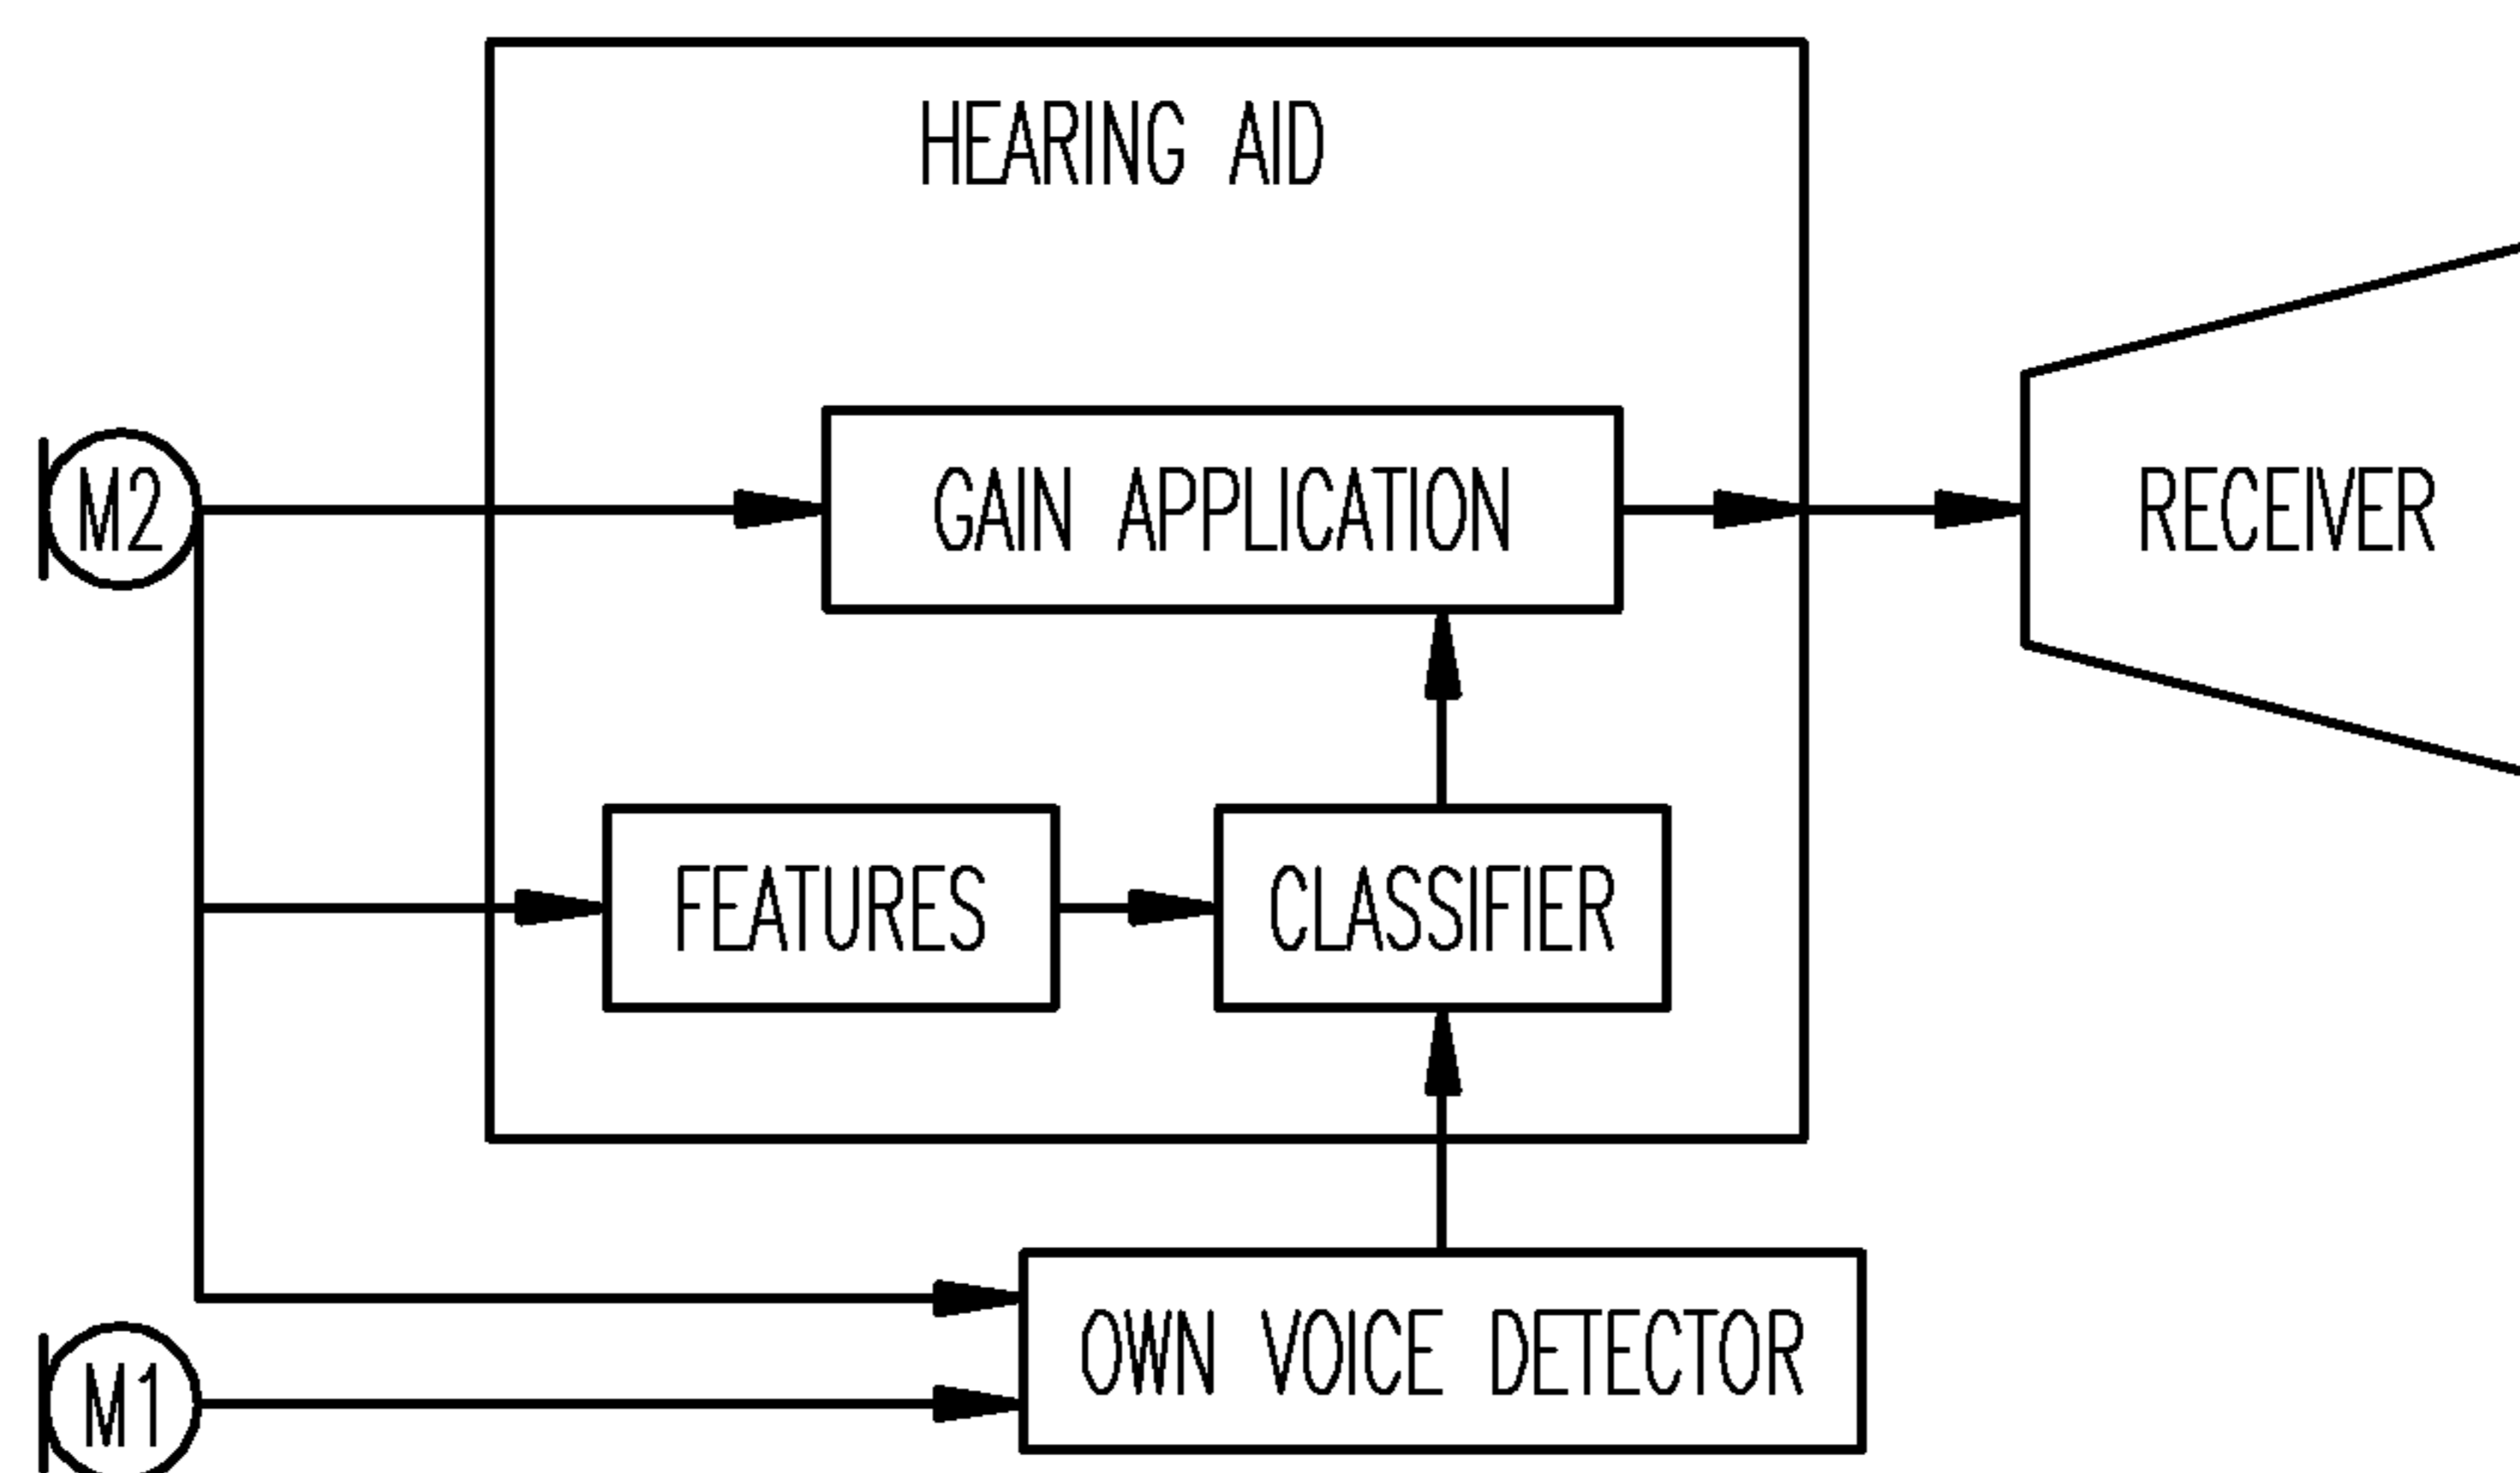 HEARING AID
M2
GAIN APPLICATION
RECEIVER
FEATURES
CLASSIFIER
OWN VOICE DETECTOR
M1